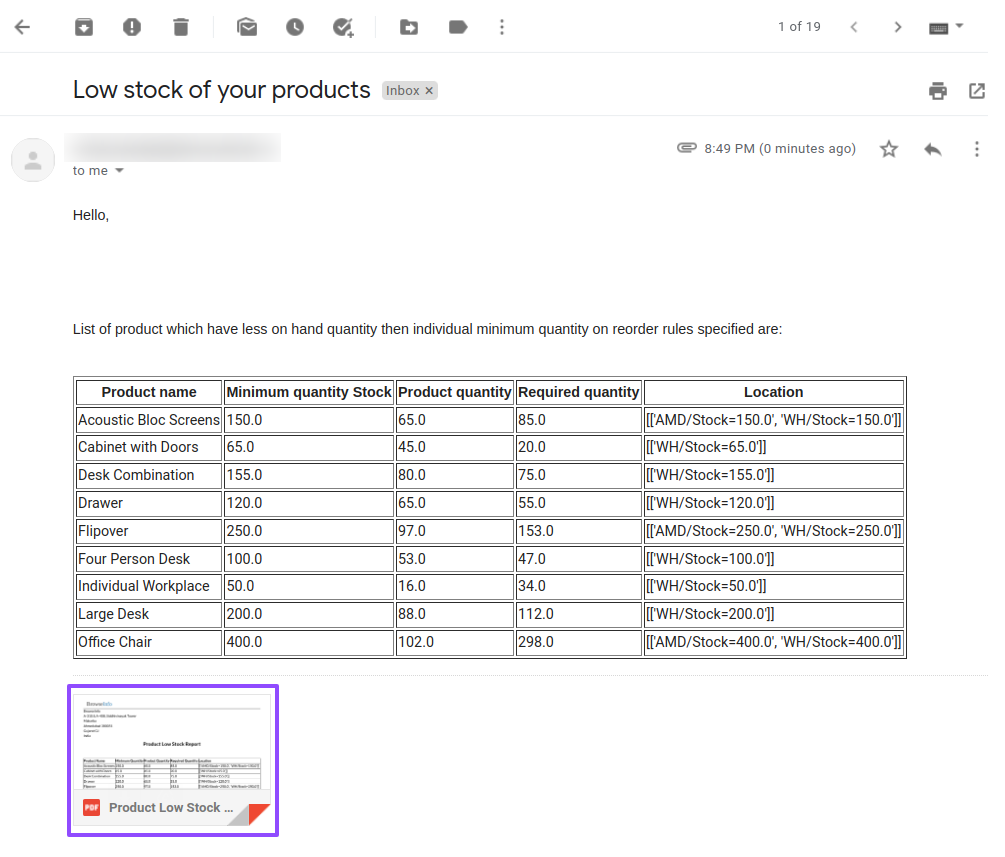 1 of 19
Low stock of your products Inbox ×
8:49 PM (0 minutes ago)
to me
Hello,
List of product which have less on hand quantity then individual minimum quantity on reorder rules specified are:
Product name Minimum quantity Stock Product quantity Required quantity Location
Acoustic Bloc Screens 150.0 65.0 85.0 [['AMD/Stock=150.0', 'WH/Stock=150.0']]
Cabinet with Doors 65.0 45.0 20.0 [['WH/Stock=65.0']]
Desk Combination 155.0 80.0 75.0 [['WH/Stock=155.0']]
Drawer 120.0 65.0 55.0 [['WH/Stock=120.0']]
Flipover 250.0 97.0 153.0 [['AMD/Stock=250.0', 'WH/Stock=250.0']]
Four Person Desk 100.0 53.0 47.0 [['WH/Stock=100.0']]
Individual Workplace 50.0 16.0 34.0 [['WH/Stock=50.0']]
Large Desk 200.0 88.0 112.0 [['WH/Stock=200.0']]
Office Chair 400.0 102.0 298.0 [['AMD/Stock=400.0', 'WH/Stock=400.0']]
Product Low Stock Report
PDF Product Low Stock ...